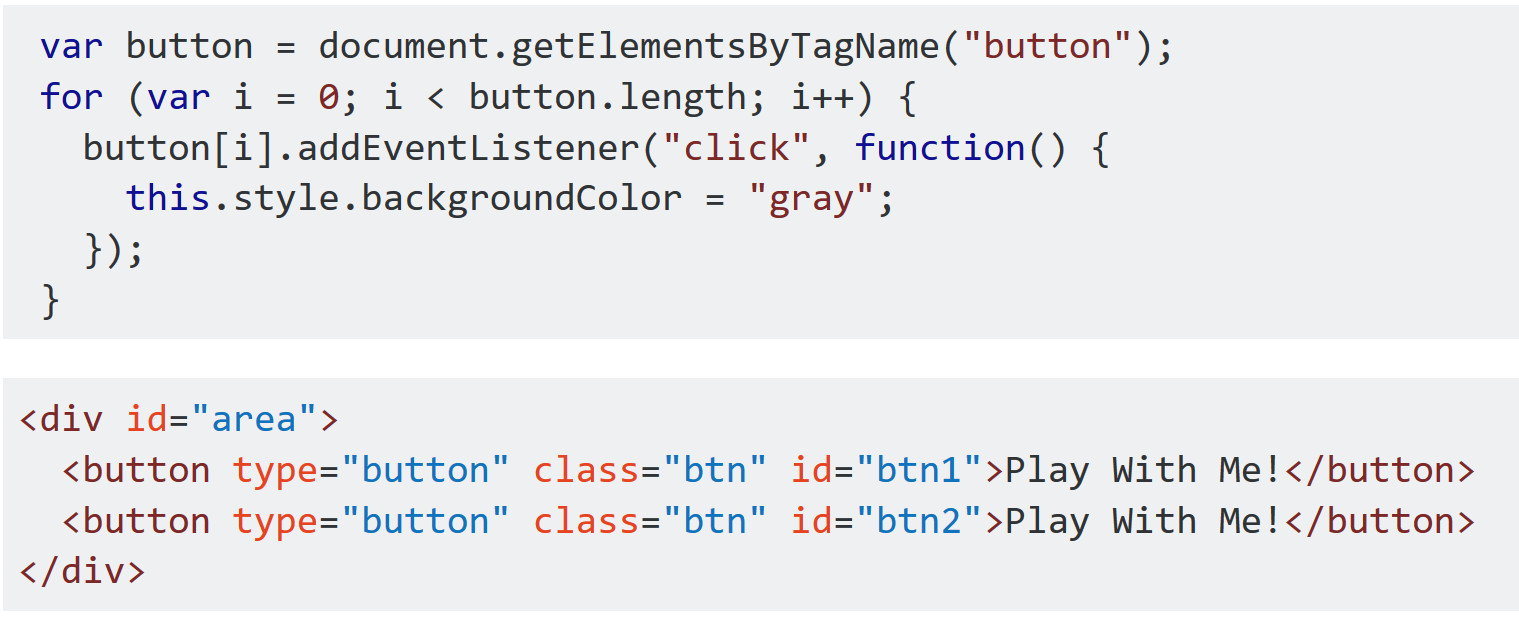 var button = document.getElementsByTagName("button");
for (var i = 0; i < button.length; i++) {
  button[i].addEventListener("click", function() {
    this.style.backgroundColor = "gray";
  });
}
<div id="area">
  <button type="button" class="btn" id="btn1">Play With Me!</button>
  <button type="button" class="btn" id="btn2">Play With Me!</button>
</div>